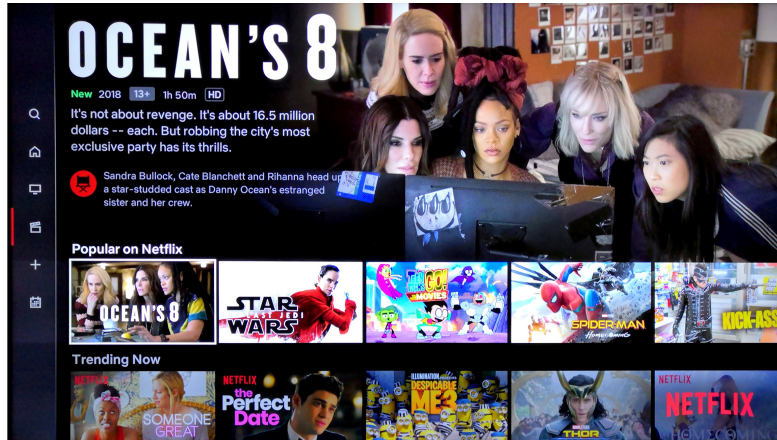 OCEAN'S 8
New 2018 13+ 1h 50m HD
It's not about revenge. It's about 16.5 million
dollars -- each. But robbing the city's most
exclusive party has its thrills.
Sandra Bullock, Cate Blanchett and Rihanna head up
a star-studded cast as Danny Ocean's estranged
sister and her crew.
Popular on Netflix
OCEAN'S 8
STAR
THE LAST JEDI
WARS
TEEN TITANS
GO!
TO THE
MOVIES
SPIDER-MAN
HOMECOMING
KICK-ASS
Trending Now
NETFLIX
SOMEONE
GREAT
NETFLIX
the
Perfect
Date
ILLUMINATION
DESPICABLE
ME3
THOR
NETFLIX
NETFLIX
HOMECOMING